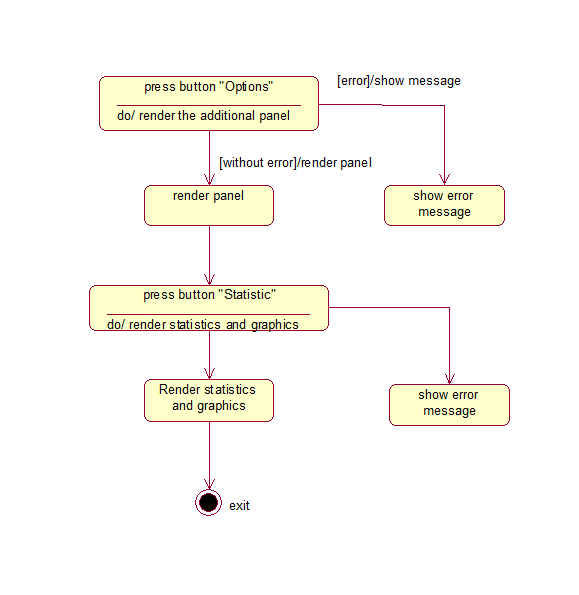 [error]/show message
press button "Options"
do/ render the additional panel
[without error]/render panel
render panel
show error
message
press button "Statistic"
do/ render statistics and graphics
Render statistics
and graphics
show error
message
exit